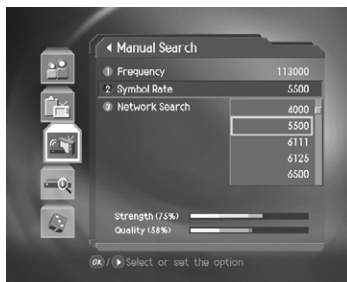 Manual Search
1 Frequency 113000
2 Symbol Rate 5500
3 Network Search 4000
5500
6111
6125
6500
Strength (75%)
Quality (58%)
OK / Select or set the option